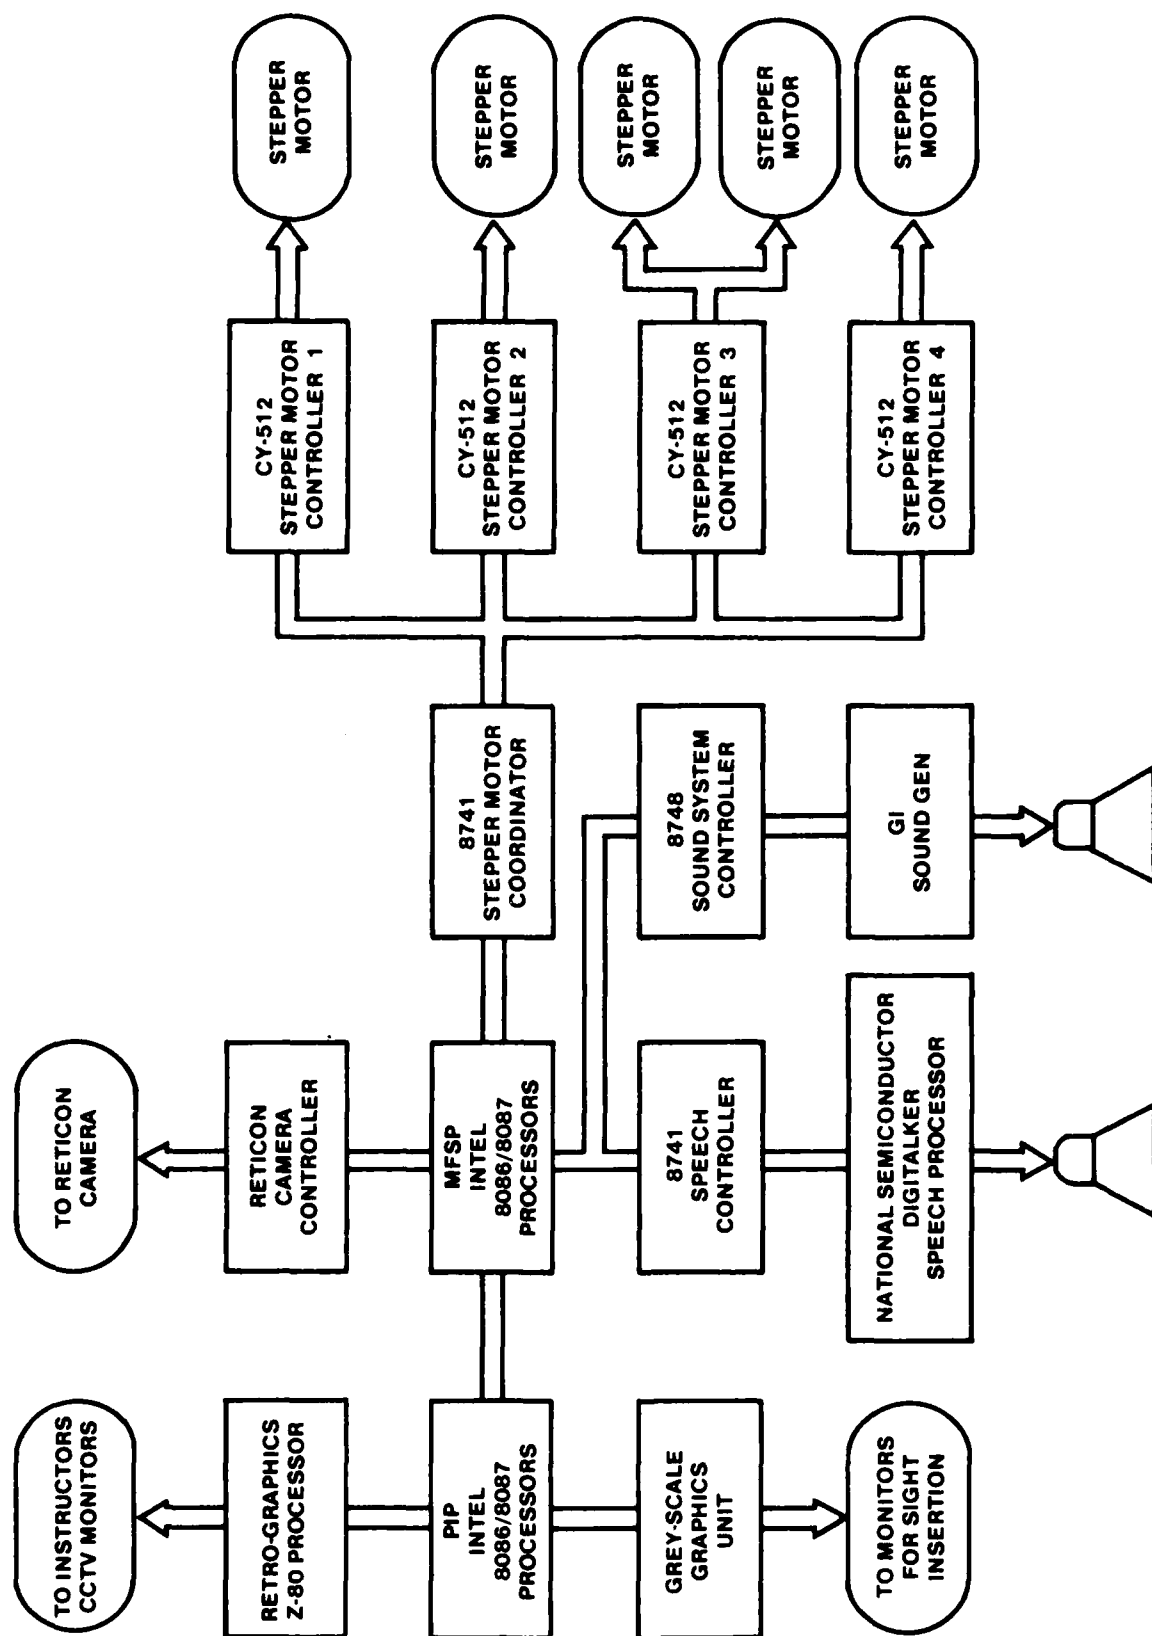 TO INSTRUCTORS
CCTV MONITORS
TO RETICON
CAMERA
RETRO-GRAPHICS
Z-80 PROCESSOR
RETICON
CAMERA
CONTROLLER
CY-512
STEPPER MOTOR
CONTROLLER 1
STEPPER
MOTOR
PIP
INTEL
8086/8087
PROCESSORS
MFSP
INTEL
8086/8087
PROCESSORS
8741
STEPPER MOTOR
COORDINATOR
CY-512
STEPPER MOTOR
CONTROLLER 2
STEPPER
MOTOR
GREY-SCALE
GRAPHICS
UNIT
8741
SPEECH
CONTROLLER
8748
SOUND SYSTEM
CONTROLLER
CY-512
STEPPER MOTOR
CONTROLLER 3
STEPPER
MOTOR
STEPPER
MOTOR
TO MONITORS
FOR SIGHT
INSERTION
NATIONAL SEMICONDUCTOR
DIGITALKER
SPEECH PROCESSOR
GI
SOUND GEN
CY-512
STEPPER MOTOR
CONTROLLER 4
STEPPER
MOTOR